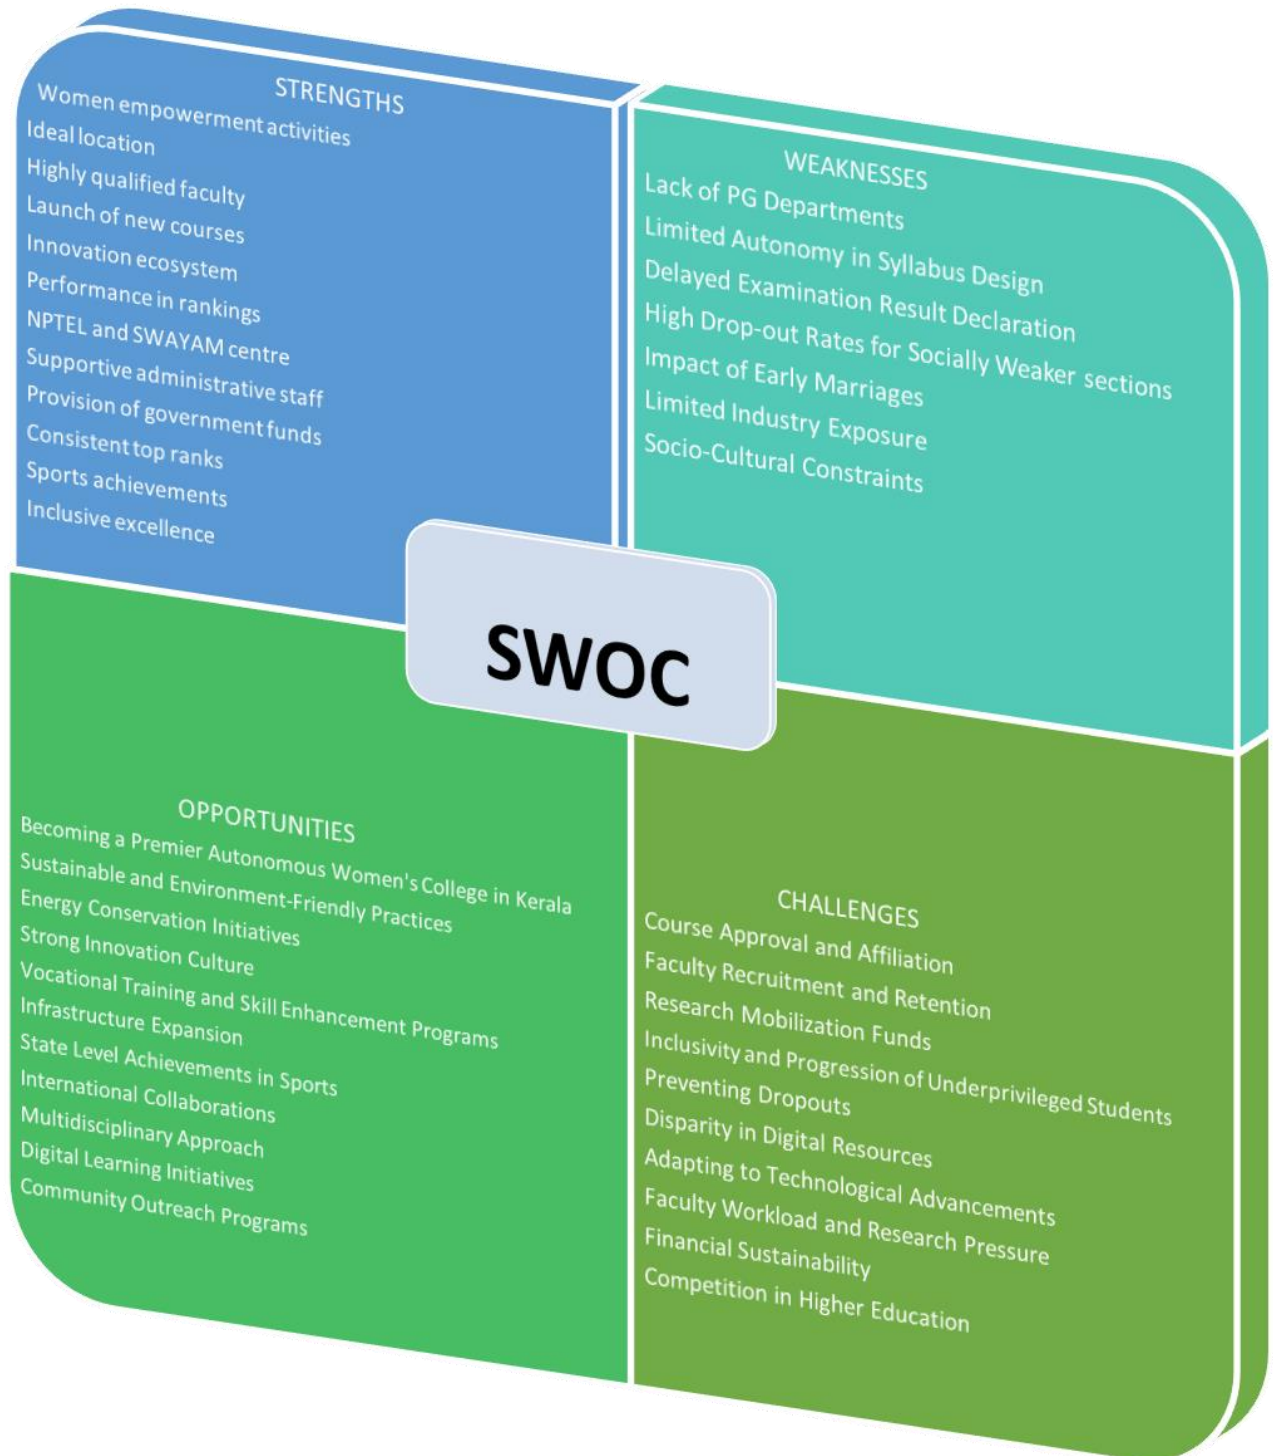 STRENGTHS
Women empowerment activities
Ideal location
Highly qualified faculty
Launch of new courses
Innovation ecosystem
Performance in rankings
NPTEL and SWAYAM centre
Supportive administrative staff
Provision of government funds
Consistent top ranks
Sports achievements
Inclusive excellence
WEAKNESSES
Lack of PG Departments
Limited Autonomy in Syllabus Design
Delayed Examination Result Declaration
High Drop-out Rates for Socially Weaker sections
Impact of Early Marriages
Limited Industry Exposure
Socio-Cultural Constraints
SWOC
OPPORTUNITIES
Becoming a Premier Autonomous Women's College in Kerala
Sustainable and Environment-Friendly Practices
Energy Conservation Initiatives
Strong Innovation Culture
Vocational Training and Skill Enhancement Programs
Infrastructure Expansion
State Level Achievements in Sports
International Collaborations
Multidisciplinary Approach
Digital Learning Initiatives
Community Outreach Programs
CHALLENGES
Course Approval and Affiliation
Faculty Recruitment and Retention
Research Mobilization Funds
Inclusivity and Progression of Underprivileged Students
Preventing Dropouts
Disparity in Digital Resources
Adapting to Technological Advancements
Faculty Workload and Research Pressure
Financial Sustainability
Competition in Higher Education